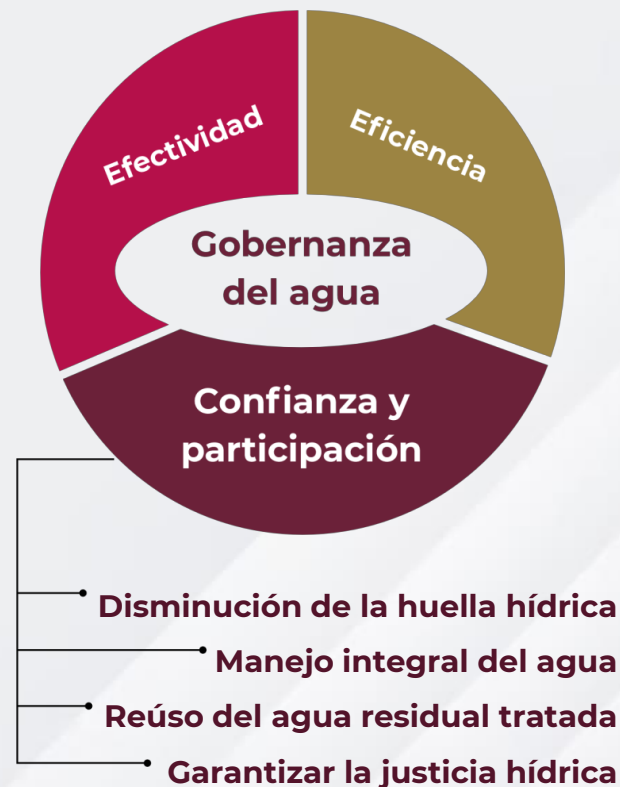 Efectividad
Eficiencia
Gobernanza
del agua
Confianza y
participación
Disminución de la huella hídrica
Manejo integral del agua
Reúso del agua residual tratada
Garantizar la justicia hídrica